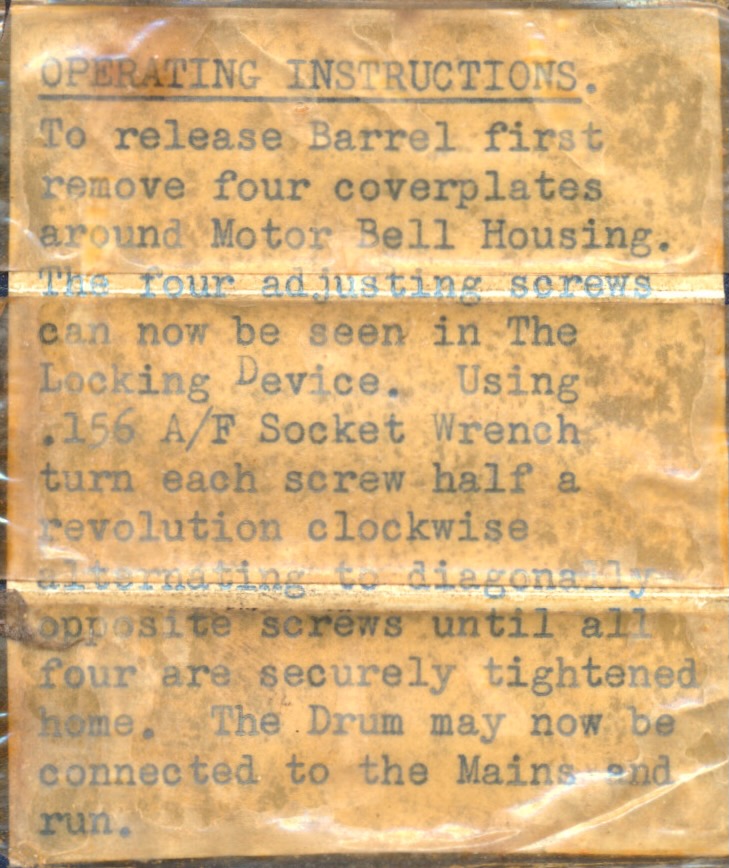 OPERATING INSTRUCTIONS.
To release Barrel first
remove four coverplates
around Motor Bell Housing.
The four adjusting screws
can now be seen in The
Locking Device.  Using
.156 A/F Socket Wrench
turn each screw half a
revolution clockwise
alternating to diagonally
opposite screws until all
four are securely tightened
home.  The Drum may now be
connected to the Mains and
run.